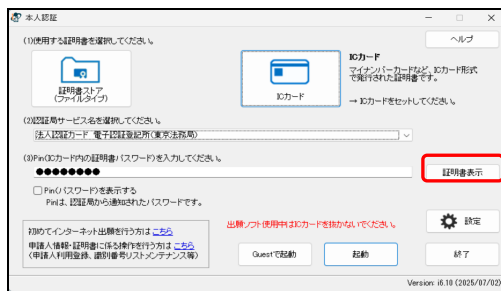 本人認証
(1)使用する証明書を選択してください。
ヘルプ
証明書ストア
(ファイルタイプ)
ICカード
ICカード
マイナンバーカードなど、ICカード形式
で発行された証明書です。
→ ICカードをセットしてください。
(2)認証局サービス名を選択してください。
法人認証カード 電子認証登記所(東京法務局)
(3)Pin(ICカード内の証明書パスワード)を入力してください。
●●●●●●●●
証明書表示
Pin(パスワード)を表示する
Pinは、認証局から通知されたパスワードです。
出願ソフト使用中はICカードを抜かないでください。
設定
初めてインターネット出願を行う方は こちら
申請人情報・証明書に係る操作を行う方は こちら
(申請人利用登録、識別番号リストメンテナンス等)
Guestで起動
起動
終了
Version: i6.10 (2025/07/02)